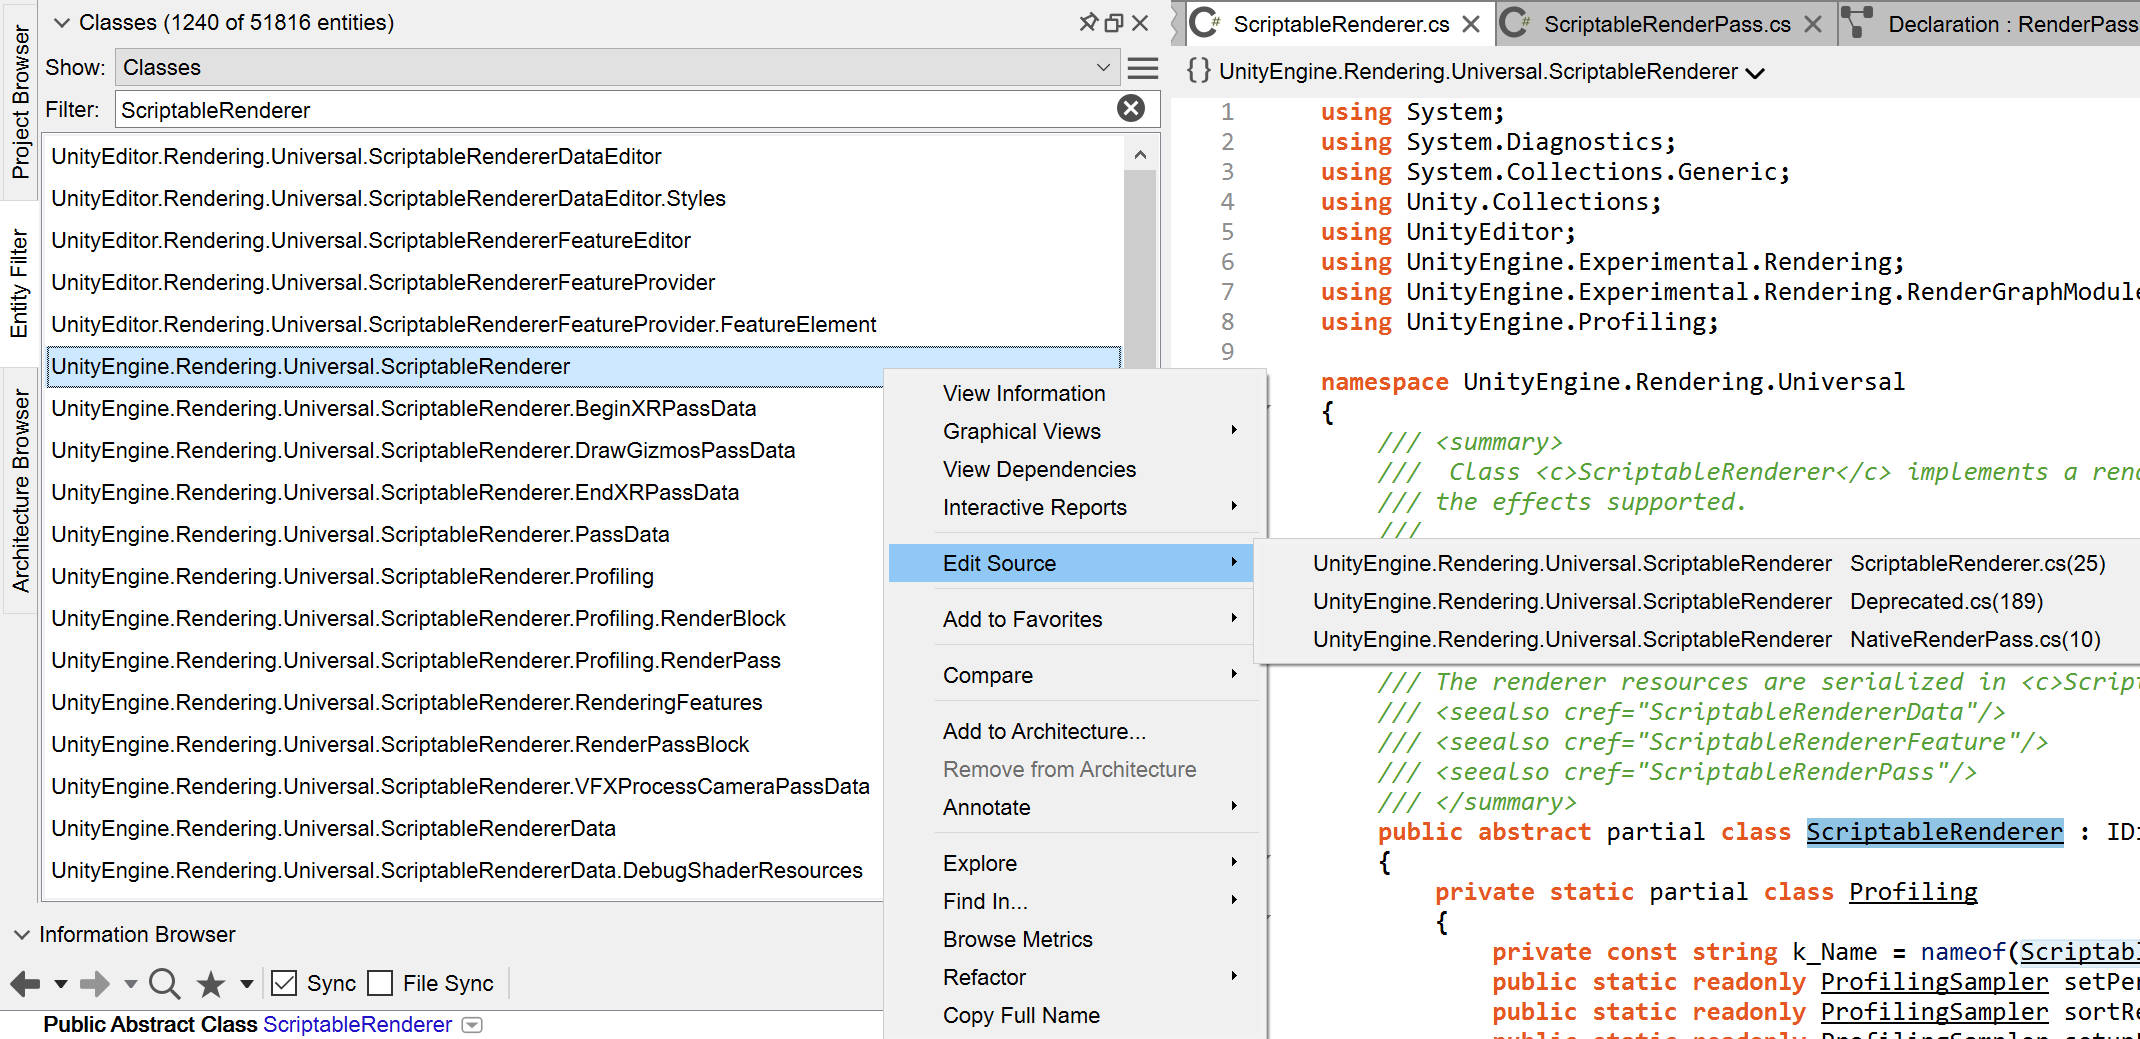 Project Browser
Entity Filter
Architecture Browser
Classes (1240 of 51816 entities)
Show: Classes
Filter: ScriptableRenderer
UnityEditor.Rendering.Universal.ScriptableRendererDataEditor
UnityEditor.Rendering.Universal.ScriptableRendererDataEditor.Styles
UnityEditor.Rendering.Universal.ScriptableRendererFeatureEditor
UnityEditor.Rendering.Universal.ScriptableRendererFeatureProvider
UnityEditor.Rendering.Universal.ScriptableRendererFeatureProvider.FeatureElement
UnityEngine.Rendering.Universal.ScriptableRenderer
UnityEngine.Rendering.Universal.ScriptableRenderer.BeginXRPassData
UnityEngine.Rendering.Universal.ScriptableRenderer.DrawGizmosPassData
UnityEngine.Rendering.Universal.ScriptableRenderer.EndXRPassData
UnityEngine.Rendering.Universal.ScriptableRenderer.PassData
UnityEngine.Rendering.Universal.ScriptableRenderer.Profiling
UnityEngine.Rendering.Universal.ScriptableRenderer.Profiling.RenderBlock
UnityEngine.Rendering.Universal.ScriptableRenderer.Profiling.RenderPass
UnityEngine.Rendering.Universal.ScriptableRenderer.RenderingFeatures
UnityEngine.Rendering.Universal.ScriptableRenderer.RenderPassBlock
UnityEngine.Rendering.Universal.ScriptableRenderer.VFXProcessCameraPassData
UnityEngine.Rendering.Universal.ScriptableRendererData
UnityEngine.Rendering.Universal.ScriptableRendererData.DebugShaderResources
Information Browser
Sync File Sync
Public Abstract Class ScriptableRenderer
View Information
Graphical Views
View Dependencies
Interactive Reports
Edit Source
Add to Favorites
Compare
Add to Architecture...
Remove from Architecture
Annotate
Explore
Find In...
Browse Metrics
Refactor
Copy Full Name
UnityEngine.Rendering.Universal.ScriptableRenderer ScriptableRenderer.cs(25)
UnityEngine.Rendering.Universal.ScriptableRenderer Deprecated.cs(189)
UnityEngine.Rendering.Universal.ScriptableRenderer NativeRenderPass.cs(10)
C# ScriptableRenderer.cs C# ScriptableRenderPass.cs Declaration : RenderPass
{} UnityEngine.Rendering.Universal.ScriptableRenderer
1 using System;
2 using System.Diagnostics;
3 using System.Collections.Generic;
4 using Unity.Collections;
5 using UnityEditor;
6 using UnityEngine.Experimental.Rendering;
7 using UnityEngine.Experimental.Rendering.RenderGraphModule
8 using UnityEngine.Profiling;
9
namespace UnityEngine.Rendering.Universal
{
/// <summary>
/// Class <c>ScriptableRenderer</c> implements a rend
/// the effects supported.
///
/// The renderer resources are serialized in <c>Script
/// <seealso cref="ScriptableRendererData"/>
/// <seealso cref="ScriptableRendererFeature"/>
/// <seealso cref="ScriptableRenderPass"/>
/// </summary>
public abstract partial class ScriptableRenderer : IDi
{
private static partial class Profiling
{
private const string k_Name = nameof(Scriptabl
public static readonly ProfilingSampler setPer
public static readonly ProfilingSampler sortRe
public static readonly ProfilingSampler setup